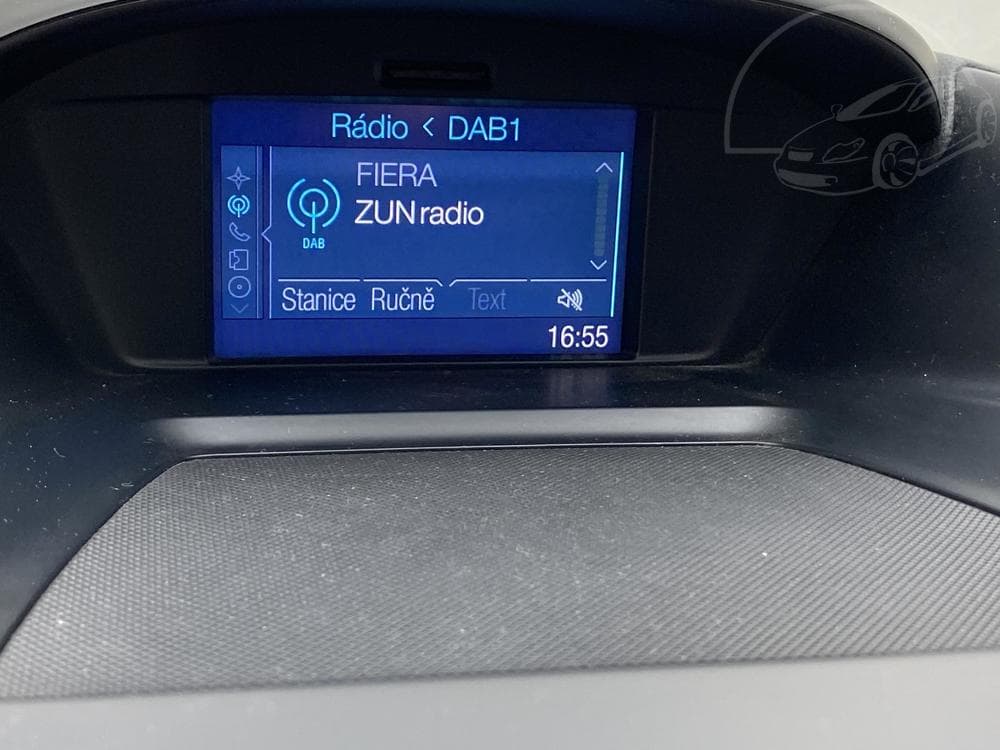 Rádio < DAB1
FIERA
ZUN radio
DAB
Stanice Ručně Text
16:55